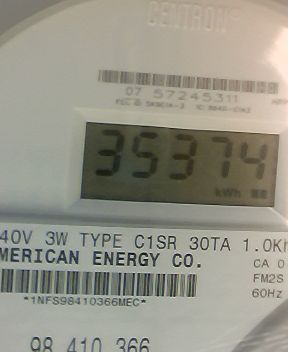 CENTRON®
07 57245311
35374
kWh
40V 3W TYPE C1SR 30TA 1.0Kh
MERICAN ENERGY CO.
CA 0
FM2S
60Hz
*1NFS98410366MEC*
98 410 366